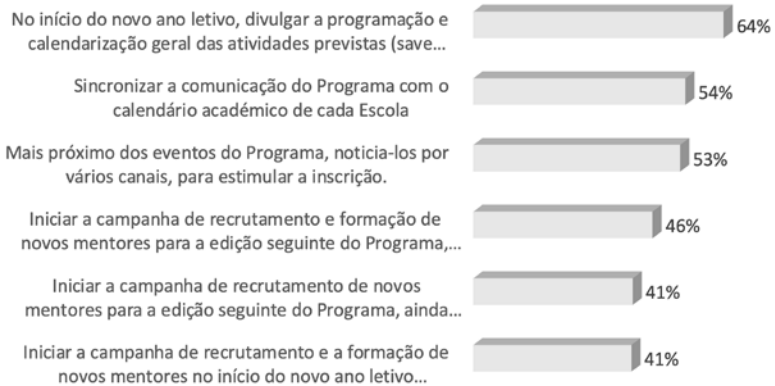 No início do novo ano letivo, divulgar a programação e
calendarização geral das atividades previstas (save...
64%
Sincronizar a comunicação do Programa com o
calendário académico de cada Escola
54%
Mais próximo dos eventos do Programa, noticia-los por
vários canais, para estimular a inscrição.
53%
Iniciar a campanha de recrutamento e formação de
novos mentores para a edição seguinte do Programa,...
46%
Iniciar a campanha de recrutamento de novos
mentores para a edição seguinte do Programa, ainda...
41%
Iniciar a campanha de recrutamento e a formação de
novos mentores no início do novo ano letivo...
41%